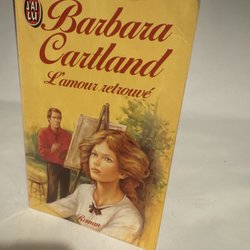 J'AI LU
Barbara
Cartland
L'amour retrouvé
Roman